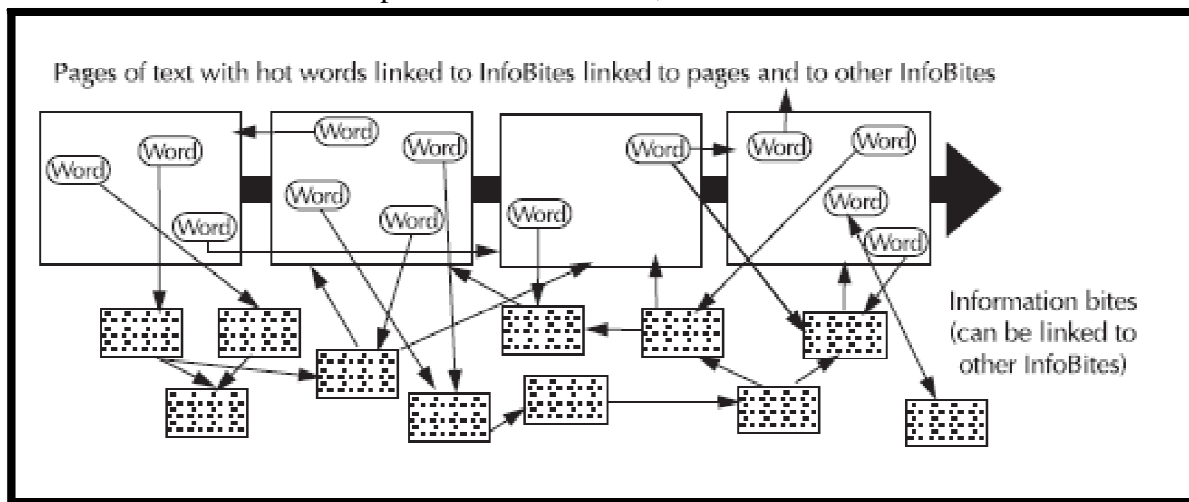 Pages of text with hot words linked to InfoBites linked to pages and to other InfoBites
Word
Word
Word
Word
Word
Word
Word
Word
Word
Word
Word
Word
Word
Information bites
(can be linked to
other InfoBites)